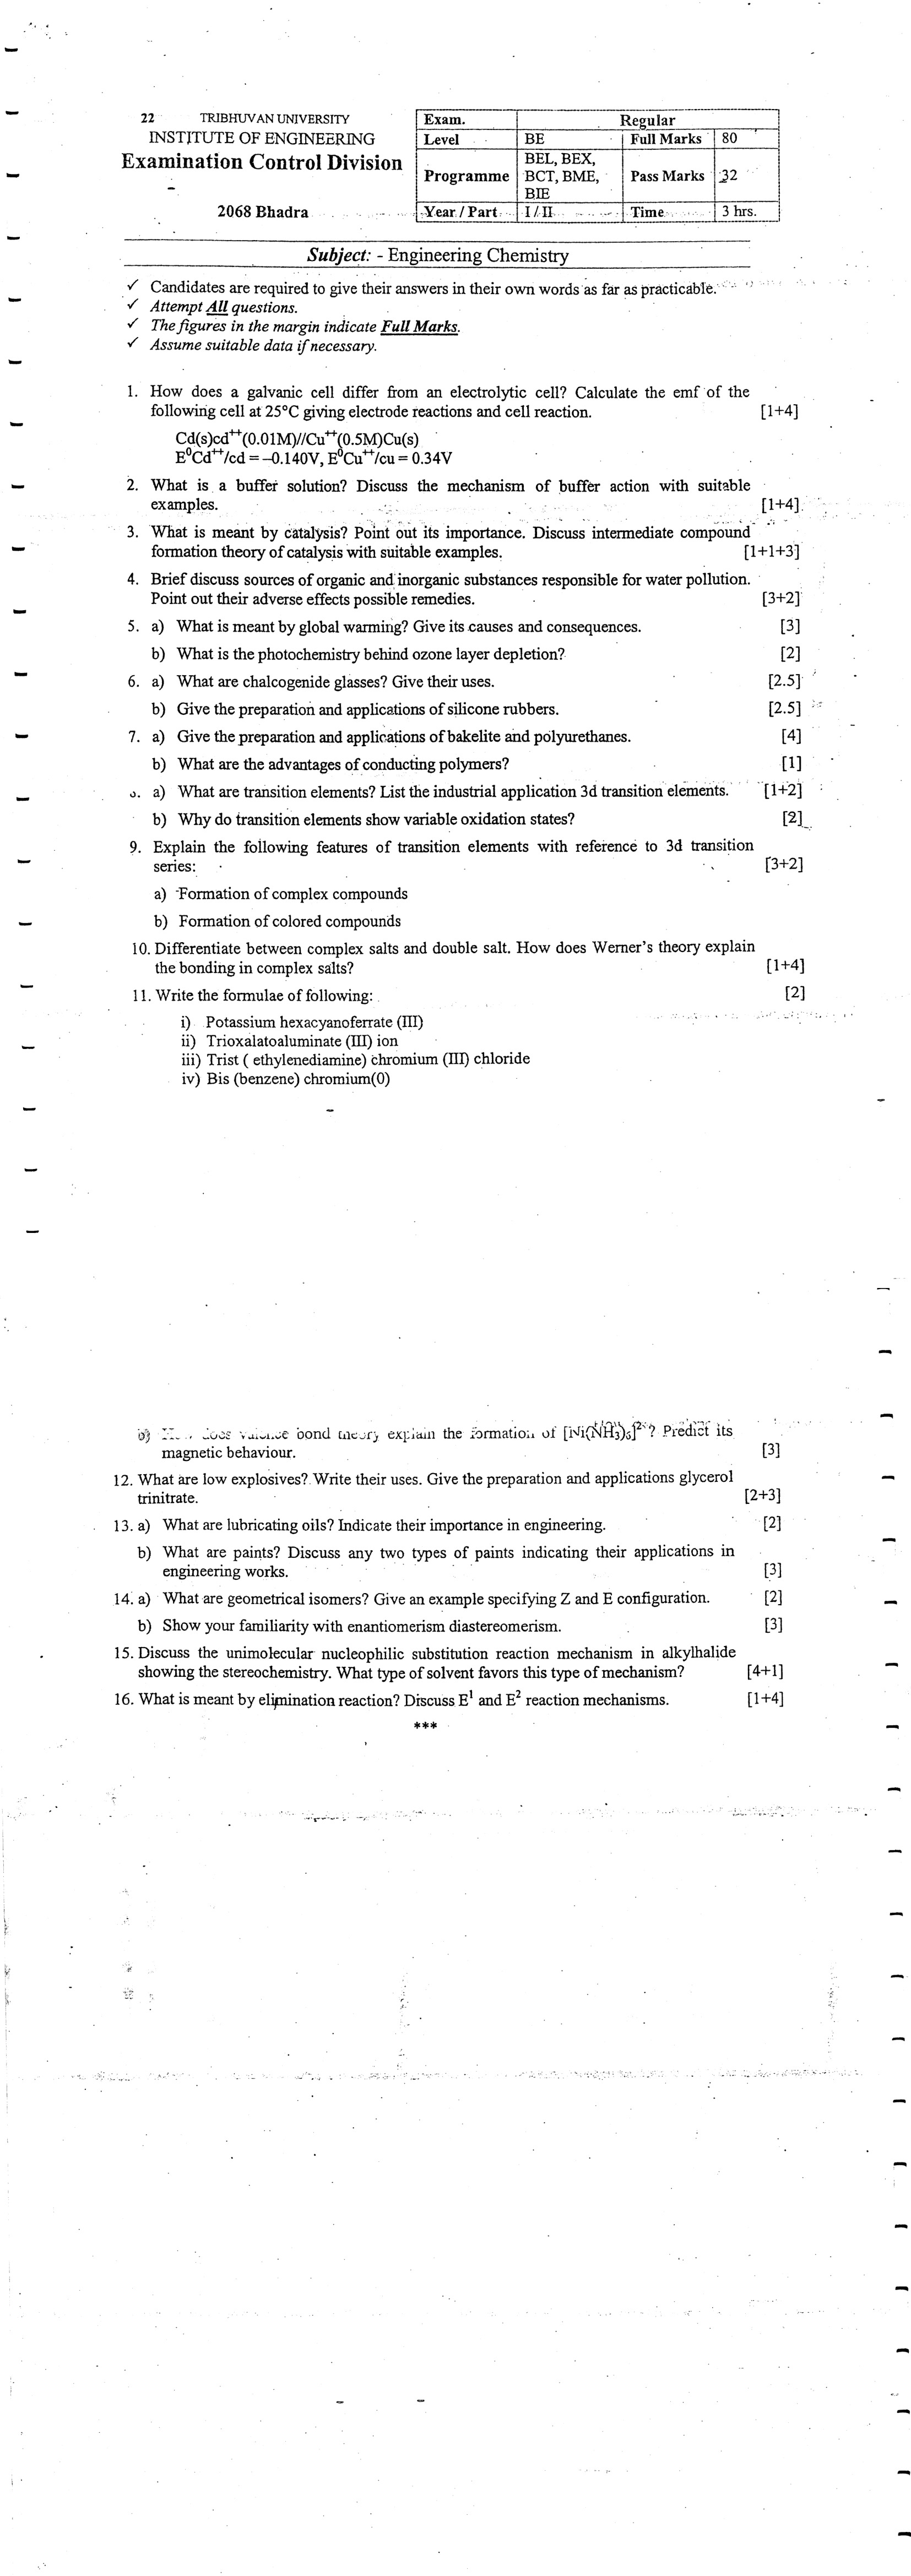 22 TRIBHUVAN UNIVERSITY
INSTITUTE OF ENGINEERING
Examination Control Division
2068 Bhadra
Exam. Regular
Level BE Full Marks 80
Programme BEL, BEX, BCT, BME, BIE Pass Marks 32
Year / Part I / II Time 3 hrs.
Subject: - Engineering Chemistry
✓ Candidates are required to give their answers in their own words as far as practicable.
✓ Attempt All questions.
✓ The figures in the margin indicate Full Marks.
✓ Assume suitable data if necessary.
1. How does a galvanic cell differ from an electrolytic cell? Calculate the emf of the
following cell at 25°C giving electrode reactions and cell reaction. [1+4]
Cd(s)cd⁺⁺(0.01M)//Cu⁺⁺(0.5M)Cu(s)
E⁰Cd⁺⁺/cd = –0.140V, E⁰Cu⁺⁺/cu = 0.34V
2. What is a buffer solution? Discuss the mechanism of buffer action with suitable
examples. [1+4]
3. What is meant by catalysis? Point out its importance. Discuss intermediate compound
formation theory of catalysis with suitable examples. [1+1+3]
4. Brief discuss sources of organic and inorganic substances responsible for water pollution.
Point out their adverse effects possible remedies. [3+2]
5. a) What is meant by global warming? Give its causes and consequences. [3]
b) What is the photochemistry behind ozone layer depletion? [2]
6. a) What are chalcogenide glasses? Give their uses. [2.5]
b) Give the preparation and applications of silicone rubbers. [2.5]
7. a) Give the preparation and applications of bakelite and polyurethanes. [4]
b) What are the advantages of conducting polymers? [1]
a) What are transition elements? List the industrial application 3d transition elements. [1+2]
b) Why do transition elements show variable oxidation states? [2]
9. Explain the following features of transition elements with reference to 3d transition
series: [3+2]
a) Formation of complex compounds
b) Formation of colored compounds
10. Differentiate between complex salts and double salt. How does Werner's theory explain
the bonding in complex salts? [1+4]
11. Write the formulae of following: [2]
i) Potassium hexacyanoferrate (III)
ii) Trioxalatoaluminate (III) ion
iii) Trist ( ethylenediamine) chromium (III) chloride
iv) Bis (benzene) chromium(0)
b) does bond theory explain the formation of [Ni(NH₃)₆]²⁺? Predict its
magnetic behaviour. [3]
12. What are low explosives? Write their uses. Give the preparation and applications glycerol
trinitrate. [2+3]
13. a) What are lubricating oils? Indicate their importance in engineering. [2]
b) What are paints? Discuss any two types of paints indicating their applications in
engineering works. [3]
14. a) What are geometrical isomers? Give an example specifying Z and E configuration. [2]
b) Show your familiarity with enantiomerism diastereomerism. [3]
15. Discuss the unimolecular nucleophilic substitution reaction mechanism in alkylhalide
showing the stereochemistry. What type of solvent favors this type of mechanism? [4+1]
16. What is meant by elimination reaction? Discuss E¹ and E² reaction mechanisms. [1+4]
***